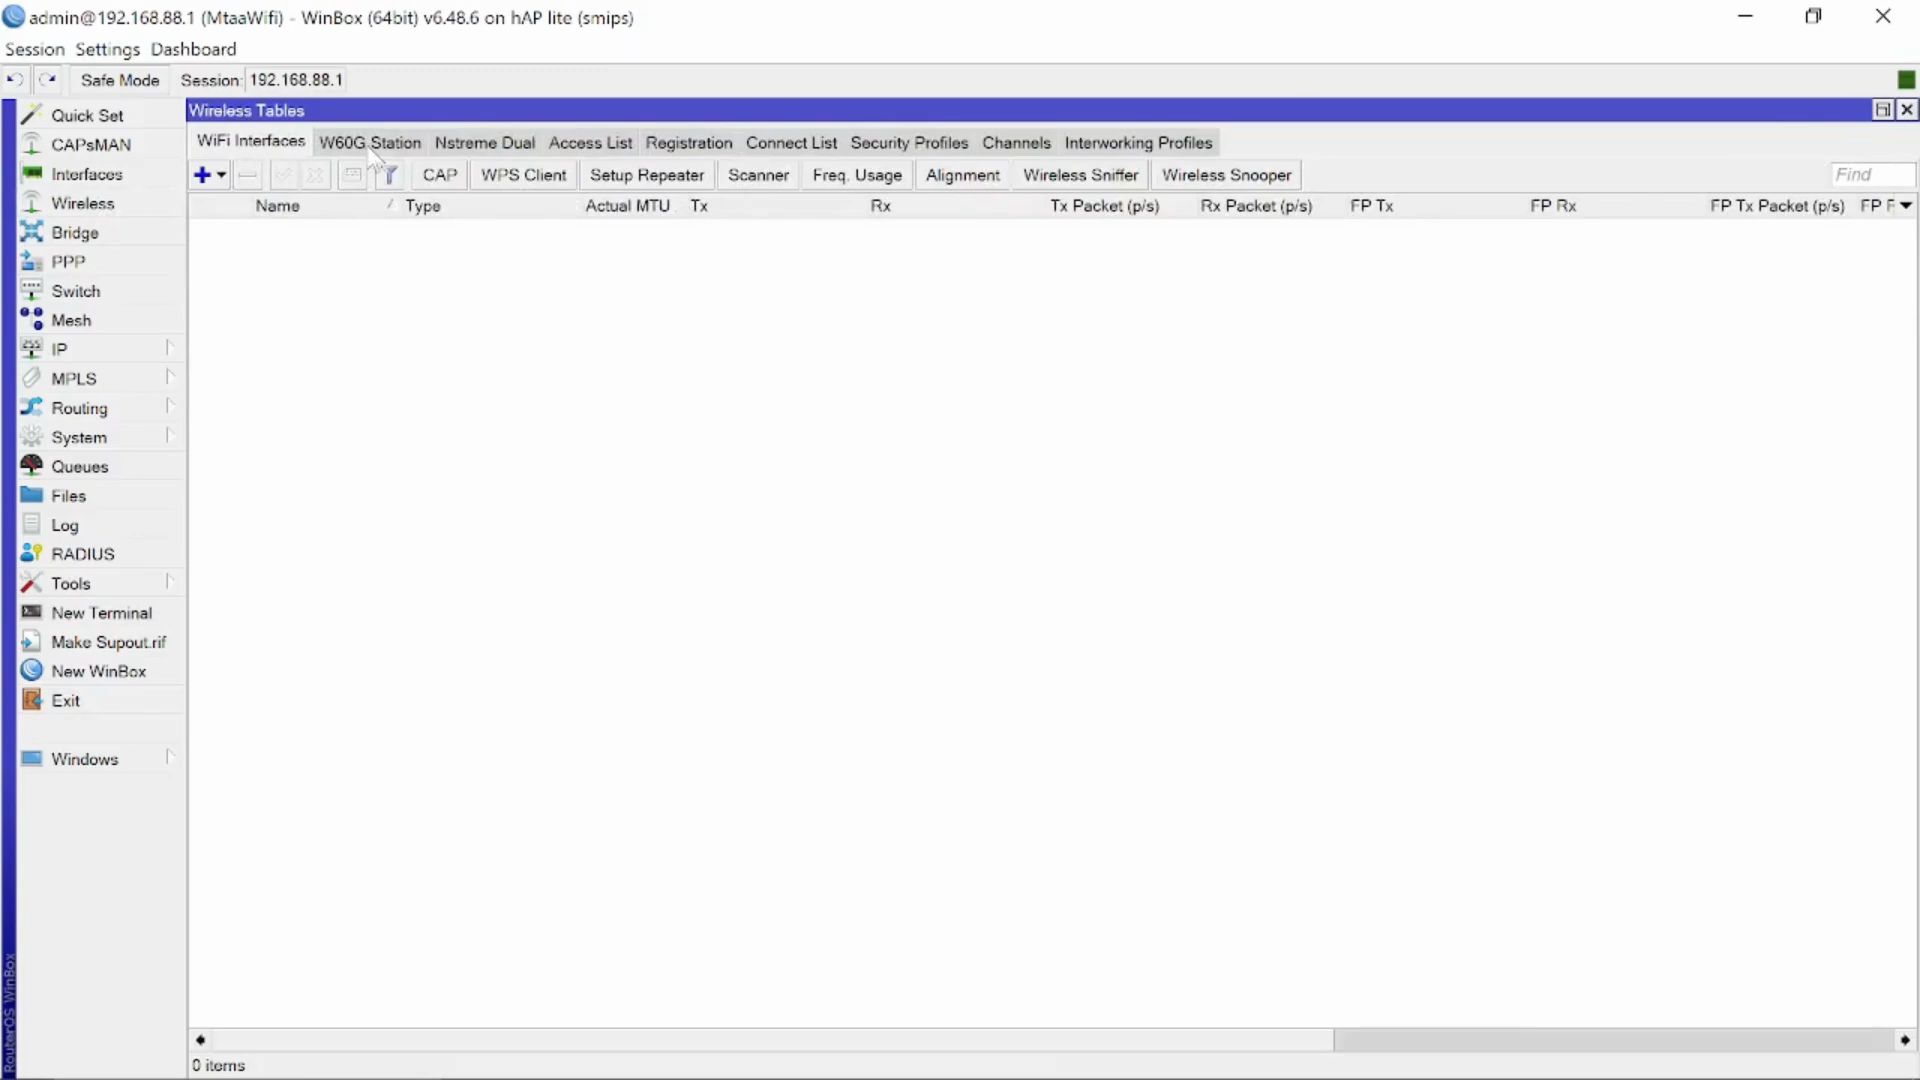 admin@192.168.88.1 (MtaaWifi) - WinBox (64bit) v6.48.6 on hAP lite (smips)
Session Settings Dashboard
Safe Mode Session: 192.168.88.1
Quick Set
CAPsMAN
Interfaces
Wireless
Bridge
PPP
Switch
Mesh
IP
MPLS
Routing
System
Queues
Files
Log
RADIUS
Tools
New Terminal
Make Supout.rif
New WinBox
Exit
Windows
RouterOS WinBox
Wireless Tables
WiFi Interfaces W60G Station Nstreme Dual Access List Registration Connect List Security Profiles Channels Interworking Profiles
CAP WPS Client Setup Repeater Scanner Freq. Usage Alignment Wireless Sniffer Wireless Snooper Find
Name Type Actual MTU Tx Rx Tx Packet (p/s) Rx Packet (p/s) FP Tx FP Rx FP Tx Packet (p/s) FP
0 items